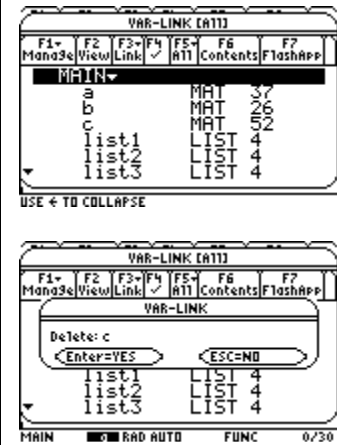 VAR-LINK [All]
F1▾ F2 F3▾ F4 F5▾ F6 F7
Manage View Link ✓ All Contents FlashApp
MAIN▾
a MAT 37
b MAT 26
c MAT 52
list1 LIST 4
list2 LIST 4
list3 LIST 4
USE ← TO COLLAPSE
VAR-LINK [All]
F1▾ F2 F3▾ F4 F5▾ F6 F7
Manage View Link ✓ All Contents FlashApp
VAR-LINK
Delete: c
Enter=YES ESC=NO
list1 LIST 4
list2 LIST 4
list3 LIST 4
MAIN RAD AUTO FUNC 0/30